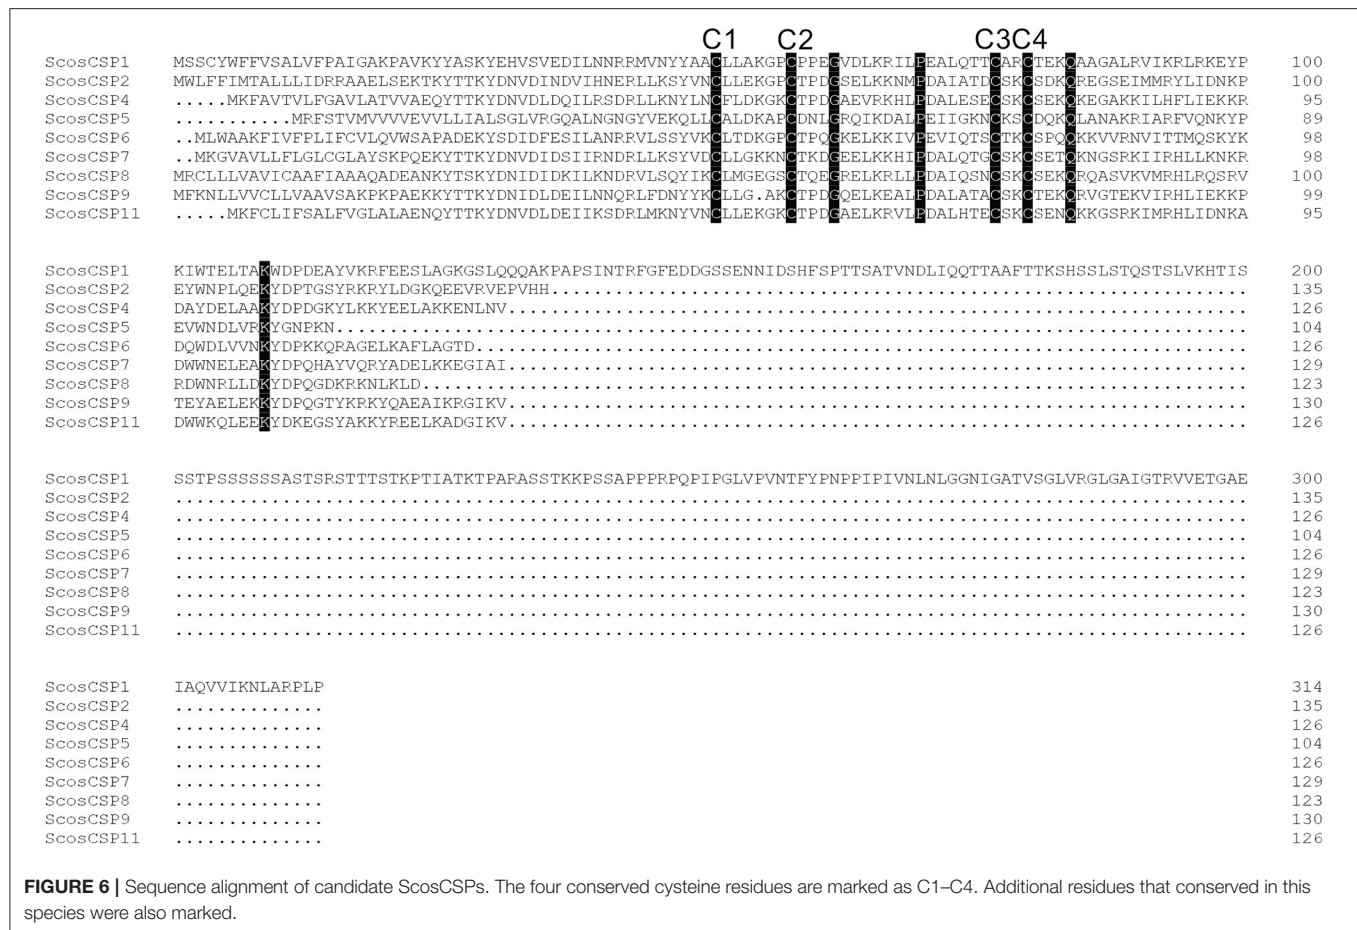 C1 C2 C3C4
ScosCSP1 MSSCYWFFVSALVFPAIGAKPAVKYYASKYEHVSVEDILNNRRMVNYYAACLLAKGPCPPEGVDLKRILPEALQTTCARCTEKQAAGALRVIKRLRKEYP 100
ScosCSP2 MWLFFIMTALLLIDRRAAELSEKTKYTTKYDNVDINDVIHNERLLKSYVNCLLEKGPCTPDGSELKKNMPDAIATDCSKCSDKQREGSEIMMRYLIDNKP 100
ScosCSP4 .....MKFAVTVLFGAVLATVVAEQYTTKYDNVDLDQILRSDRLLKNYLNCFLDKGKCTPDGAEVRKHLPDALESECSKCSEKQKEGAKKILHFLIEKKR 95
ScosCSP5 ...........MRFSTVMVVVVEVVLLIALSGLVRGQALNGNGYVEKQLLCALDKAPCDNLGRQIKDALPEIIGKNCKSCDQKQLANAKRIARFVQNKYP 89
ScosCSP6 ..MLWAAKFIVFPLIFCVLQVWSAPADEKYSDIDFESILANRRVLSSYVKCLTDKGPCTPQGKELKKIVPEVIQTSCTKCSPQQKKVVRNVITTMQSKYK 98
ScosCSP7 ..MKGVAVLLFLGLCGLAYSKPQEKYTTKYDNVDIDSIIRNDRLLKSYVDCLLGKKNCTKDGEELKKHIPDALQTGCSKCSETQKNGSRKIIRHLLKNKR 98
ScosCSP8 MRCLLLVAVICAAFIAAAQADEANKYTSKYDNIDIDKILKNDRVLSQYIKCLMGEGSCTQEGRELKRLLPDAIQSNCSKCSEKQRQASVKVMRHLRQSRV 100
ScosCSP9 MFKNLLVVCLLVAAVSAKPKPAEKKYTTKYDNIDLDEILNNQRLFDNYYKCLLG.AKCTPDGQELKEALPDALATACSKCTEKQRVGTEKVIRHLIEKKP 99
ScosCSP11 .....MKFCLIFSALFVGLALAENQYTTKYDNVDLDEIIKSDRLMKNYVNCLLEKGKCTPDGAELKRVLPDALHTECSKCSENQKKGSRKIMRHLIDNKA 95
ScosCSP1 KIWTELTAKWDPDEAYVKRFEESLAGKGSLQQQAKPAPSINTRFGFEDDGSSENNIDSHFSPTTSATVNDLIQQTTAAFTTKSHSSLSTQSTSLVKHTIS 200
ScosCSP2 EYWNPLQEKYDPTGSYRKRYLDGKQEEVRVEPVHH................................................................. 135
ScosCSP4 DAYDELAAKYDPDGKYLKKYEELAKKENLNV..................................................................... 126
ScosCSP5 EVWNDLVRKYGNPKN..................................................................................... 104
ScosCSP6 DQWDLVVNKYDPKKQRAGELKAFLAGTD........................................................................ 126
ScosCSP7 DWWNELEAKYDPQHAYVQRYADELKKEGIAI..................................................................... 129
ScosCSP8 RDWNRLLDKYDPQGDKRKNLKLD............................................................................. 123
ScosCSP9 TEYAELEKKYDPQGTYKRKYQAEAIKRGIKV..................................................................... 130
ScosCSP11 DWWKQLEEKYDKEGSYAKKYREELKADGIKV..................................................................... 126
ScosCSP1 SSTPSSSSSSASTSRSTTTSTKPTIATKTPARASSTKKPSSAPPPRPQPIPGLVPVNTFYPNPPIPIVNLNLGGNIGATVSGLVRGLGAIGTRVVETGAE 300
ScosCSP2 .................................................................................................... 135
ScosCSP4 .................................................................................................... 126
ScosCSP5 .................................................................................................... 104
ScosCSP6 .................................................................................................... 126
ScosCSP7 .................................................................................................... 129
ScosCSP8 .................................................................................................... 123
ScosCSP9 .................................................................................................... 130
ScosCSP11 .................................................................................................... 126
ScosCSP1 IAQVVIKNLARPLP 314
ScosCSP2 .............. 135
ScosCSP4 .............. 126
ScosCSP5 .............. 104
ScosCSP6 .............. 126
ScosCSP7 .............. 129
ScosCSP8 .............. 123
ScosCSP9 .............. 130
ScosCSP11 .............. 126
FIGURE 6 | Sequence alignment of candidate ScosCSPs. The four conserved cysteine residues are marked as C1–C4. Additional residues that conserved in this
species were also marked.